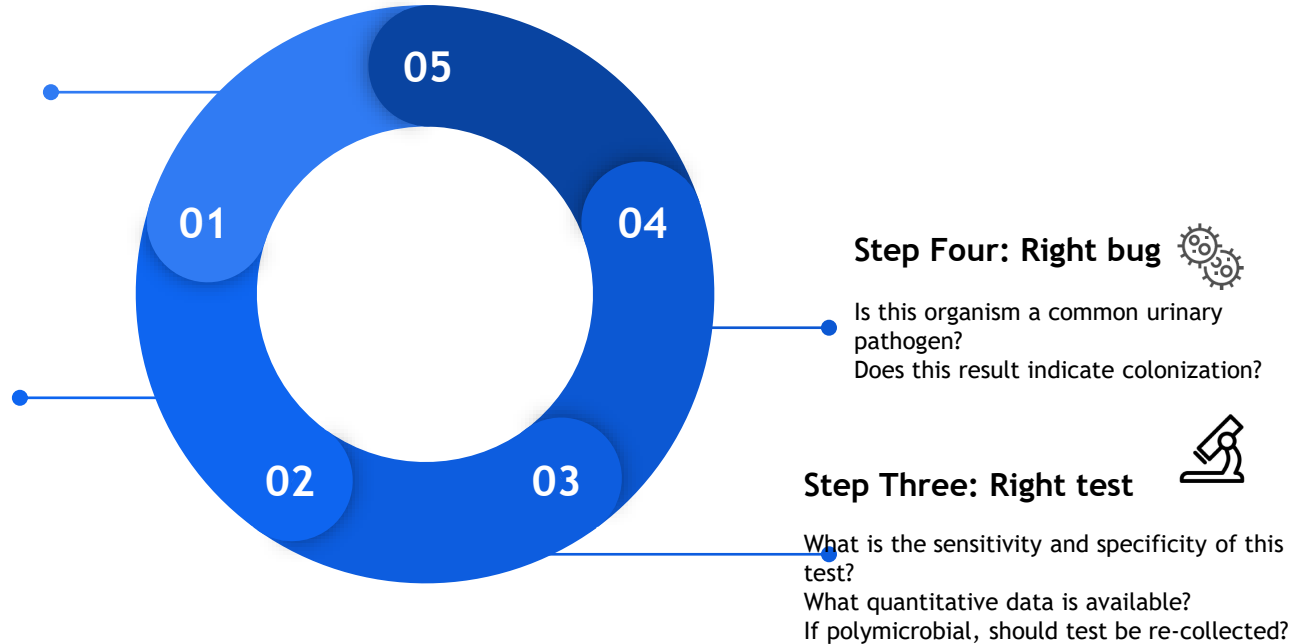 05
01
04
Step Four: Right bug
Is this organism a common urinary
pathogen?
Does this result indicate colonization?
02
03
Step Three: Right test
What is the sensitivity and specificity of this
test?
What quantitative data is available?
If polymicrobial, should test be re-collected?